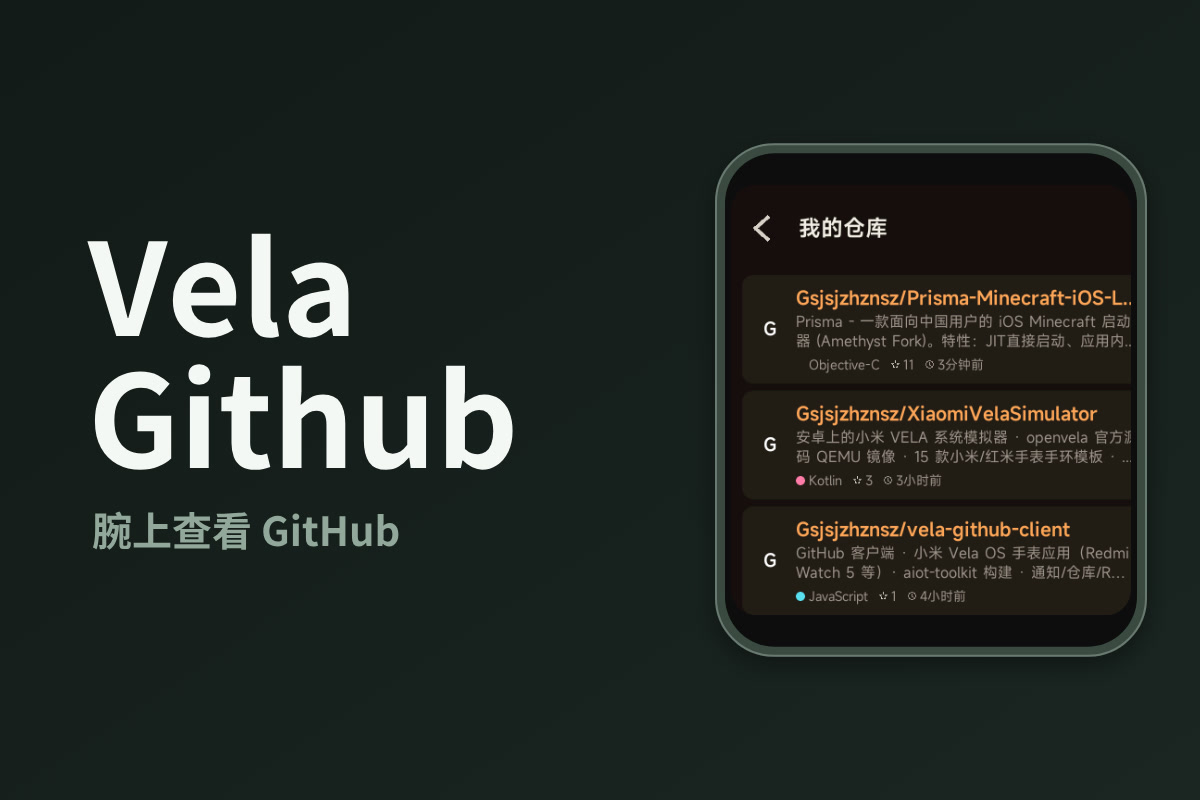 Vela
Github
腕上查看 GitHub
我的仓库
Gsjsjzhznsz/Prisma-Minecraft-iOS-L...
G
Prisma - 一款面向中国用户的 iOS Minecraft 启动
器 (Amethyst Fork)。特性：JIT直接启动、应用内...
Objective-C 11 3分钟前
Gsjsjzhznsz/XiaomiVelaSimulator
G
安卓上的小米 VELA 系统模拟器 · openvela 官方源
码 QEMU 镜像 · 15 款小米/红米手表手环模板 · ...
Kotlin 3 3小时前
Gsjsjzhznsz/vela-github-client
G
GitHub 客户端 · 小米 Vela OS 手表应用（Redmi
Watch 5 等）· aiot-toolkit 构建 · 通知/仓库/R...
JavaScript 1 4小时前